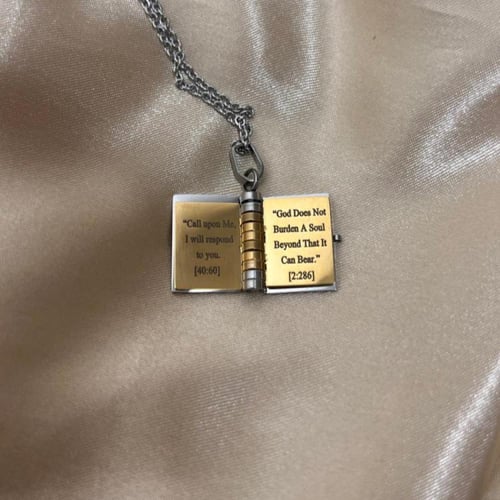 “Call upon Me,
I will respond
to you.
[40:60]
“God Does Not
Burden A Soul
Beyond That It
Can Bear.”
[2:286]